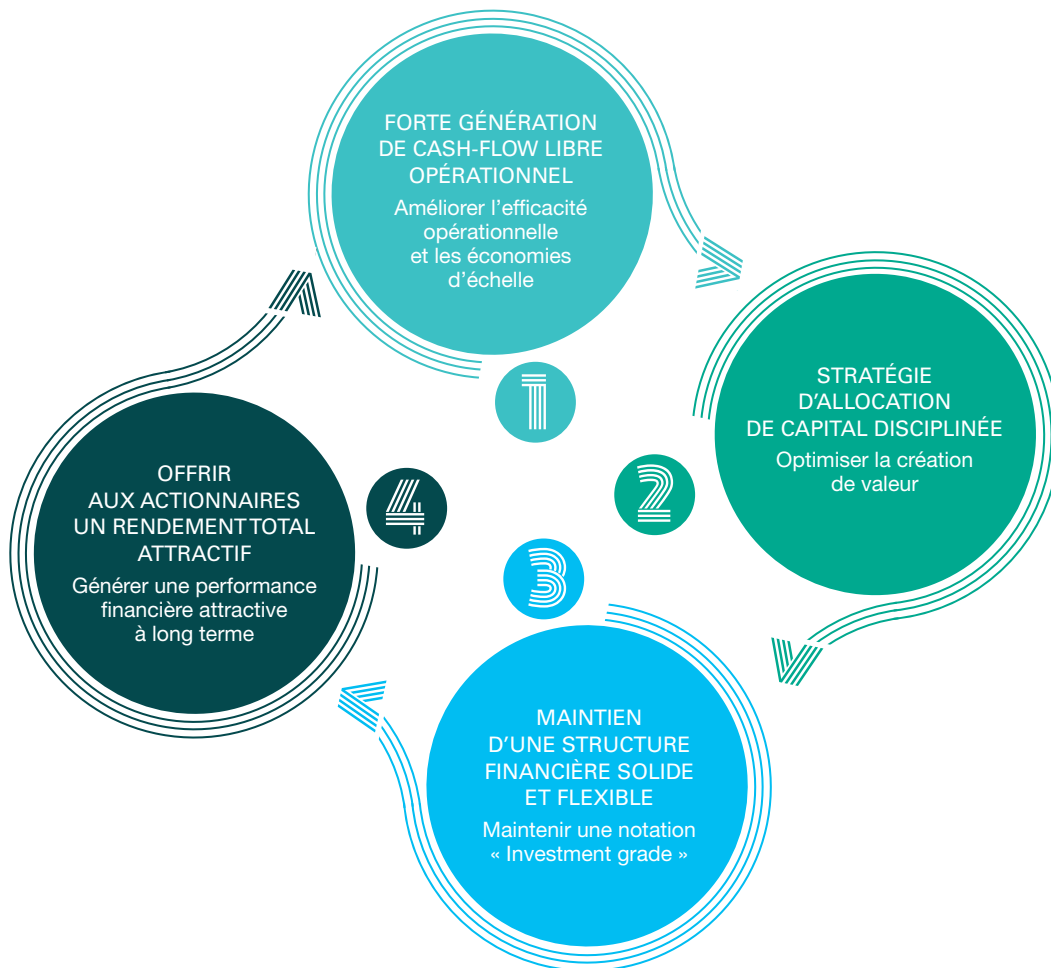 FORTE GÉNÉRATION
DE CASH-FLOW LIBRE
OPÉRATIONNEL
Améliorer l’efficacité
opérationnelle
et les économies
d’échelle
1
STRATÉGIE
D’ALLOCATION
DE CAPITAL DISCIPLINÉE
Optimiser la création
de valeur
2
MAINTIEN
D’UNE STRUCTURE
FINANCIÈRE SOLIDE
ET FLEXIBLE
Maintenir une notation
« Investment grade »
3
OFFRIR
AUX ACTIONNAIRES
UN RENDEMENT TOTAL
ATTRACTIF
Générer une performance
financière attractive
à long terme
4